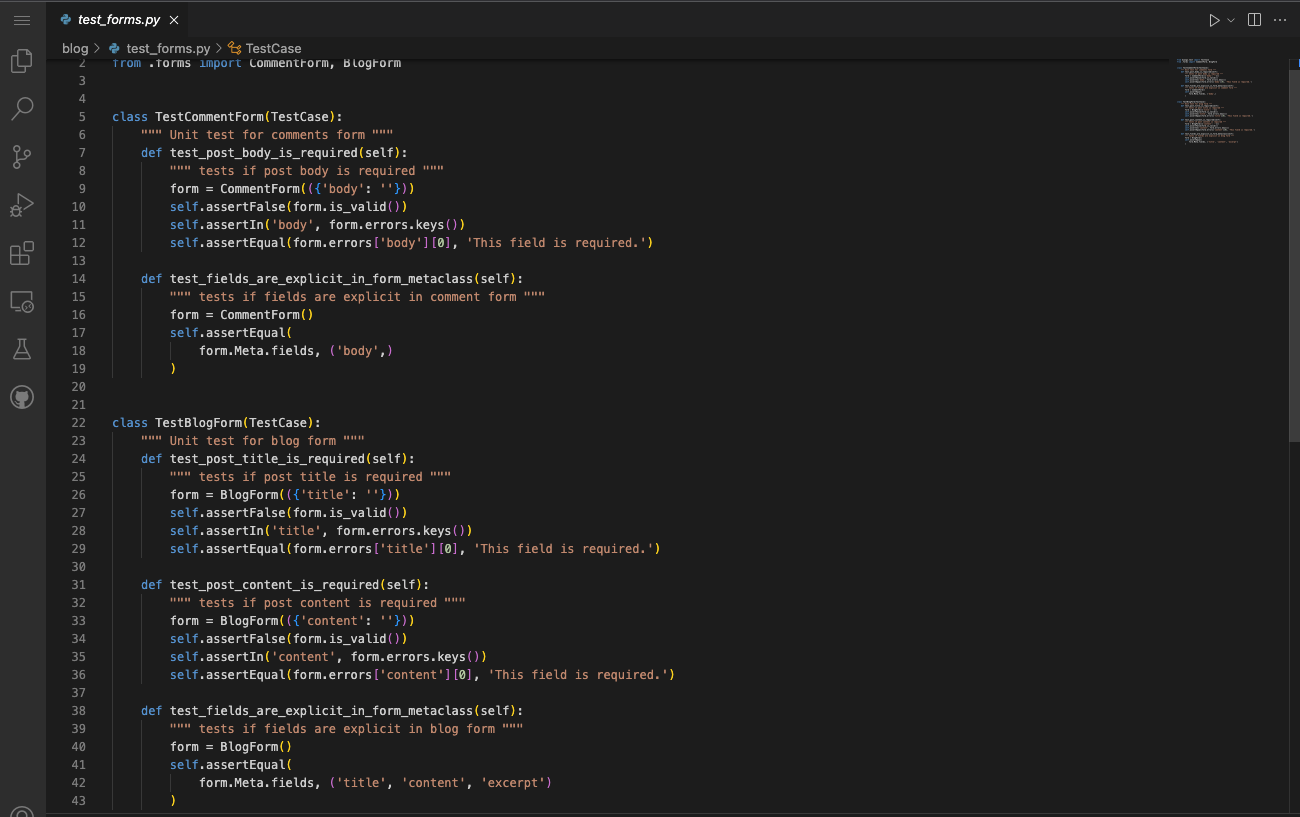 test_forms.py
blog > test_forms.py > TestCase
2 from .forms import CommentForm, BlogForm
3
4
5 class TestCommentForm(TestCase):
6 """ Unit test for comments form """
7 def test_post_body_is_required(self):
8 """ tests if post body is required """
9 form = CommentForm(({'body': ''}))
10 self.assertFalse(form.is_valid())
11 self.assertIn('body', form.errors.keys())
12 self.assertEqual(form.errors['body'][0], 'This field is required.')
13
14 def test_fields_are_explicit_in_form_metaclass(self):
15 """ tests if fields are explicit in comment form """
16 form = CommentForm()
17 self.assertEqual(
18 form.Meta.fields, ('body',)
19 )
20
21
22 class TestBlogForm(TestCase):
23 """ Unit test for blog form """
24 def test_post_title_is_required(self):
25 """ tests if post title is required """
26 form = BlogForm(({'title': ''}))
27 self.assertFalse(form.is_valid())
28 self.assertIn('title', form.errors.keys())
29 self.assertEqual(form.errors['title'][0], 'This field is required.')
30
31 def test_post_content_is_required(self):
32 """ tests if post content is required """
33 form = BlogForm(({'content': ''}))
34 self.assertFalse(form.is_valid())
35 self.assertIn('content', form.errors.keys())
36 self.assertEqual(form.errors['content'][0], 'This field is required.')
37
38 def test_fields_are_explicit_in_form_metaclass(self):
39 """ tests if fields are explicit in blog form """
40 form = BlogForm()
41 self.assertEqual(
42 form.Meta.fields, ('title', 'content', 'excerpt')
43 )